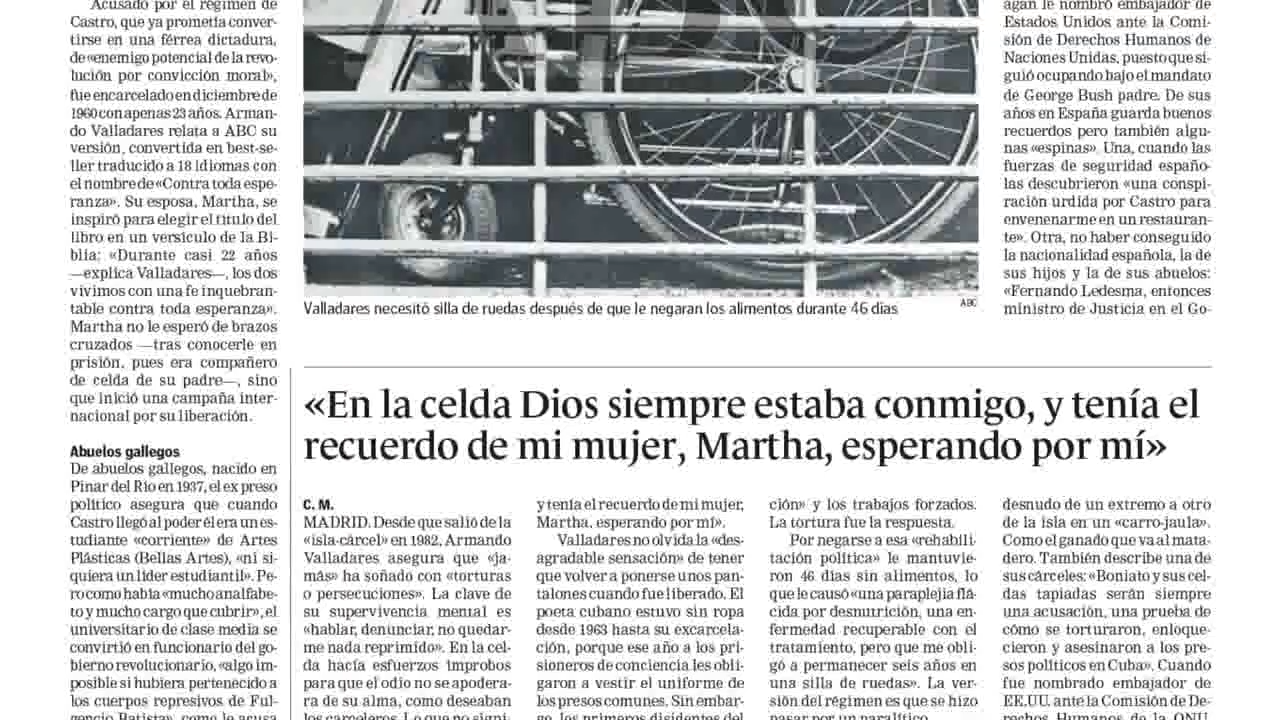 Acusado por el régimen de
Castro, que ya prometía conver-
tirse en una férrea dictadura,
de «enemigo potencial de la revo-
lución por convicción moral»,
fue encarcelado en diciembre de
1960 con apenas 23 años. Arman-
do Valladares relata a ABC su
versión, convertida en best-se-
ller traducido a 18 idiomas con
el nombre de «Contra toda espe-
ranza». Su esposa, Martha, se
inspiró para elegir el título del
libro en un versículo de la Bi-
blia: «Durante casi 22 años
—explica Valladares—, los dos
vivimos con una fe inquebran-
table contra toda esperanza».
Martha no le esperó de brazos
cruzados —tras conocerle en
prisión, pues era compañero
de celda de su padre—, sino
que inició una campaña inter-
nacional por su liberación.
Abuelos gallegos
De abuelos gallegos, nacido en
Pinar del Río en 1937, el ex preso
político asegura que cuando
Castro llegó al poder él era un es-
tudiante «corriente» de Artes
Plásticas (Bellas Artes), «ni si-
quiera un líder estudiantil». Pe-
ro como había «mucho analfabe-
to y mucho cargo que cubrir», el
universitario de clase media se
convirtió en funcionario del go-
bierno revolucionario, «algo im-
posible si hubiera pertenecido a
los cuerpos represivos de Ful-
gencio Batista», como le acusa
ABC
Valladares necesitó silla de ruedas después de que le negaran los alimentos durante 46 días
ABC
agan le nombró embajador de
Estados Unidos ante la Comi-
sión de Derechos Humanos de
Naciones Unidas, puesto que si-
guió ocupando bajo el mandato
de George Bush padre. De sus
años en España guarda buenos
recuerdos pero también algu-
nas «espinas». Una, cuando las
fuerzas de seguridad españo-
las descubrieron «una conspi-
ración urdida por Castro para
envenenarme en un restauran-
te». Otra, no haber conseguido
la nacionalidad española, la de
sus hijos y la de sus abuelos:
«Fernando Ledesma, entonces
ministro de Justicia en el Go-
«En la celda Dios siempre estaba conmigo, y tenía el
recuerdo de mi mujer, Martha, esperando por mí»
C. M.
MADRID. Desde que salió de la
«isla-cárcel» en 1982, Armando
Valladares asegura que «ja-
más» ha soñado con «torturas
o persecuciones». La clave de
su supervivencia mental es
«hablar, denunciar, no quedar-
me nada reprimido». En la cel-
da hacía esfuerzos ímprobos
para que el odio no se apodera-
ra de su alma, como deseaban
los carceleros. Lo que no signi-
y tenía el recuerdo de mi mujer,
Martha, esperando por mí».
Valladares no olvida la «des-
agradable sensación» de tener
que volver a ponerse unos pan-
talones cuando fue liberado. El
poeta cubano estuvo sin ropa
desde 1963 hasta su excarcela-
ción, porque ese año a los pri-
sioneros de conciencia les obli-
garon a vestir el uniforme de
los presos comunes. Sin embar-
go, los primeros disidentes del
ción» y los trabajos forzados.
La tortura fue la respuesta.
Por negarse a esa «rehabili-
tación política» le mantuvie-
ron 46 días sin alimentos, lo
que le causó «una paraplejia flá-
cida por desnutrición, una en-
fermedad recuperable con el
tratamiento, pero que me obli-
gó a permanecer seis años en
una silla de ruedas». La ver-
sión del régimen es que se hizo
pasar por un paralítico
desnudo de un extremo a otro
de la isla en un «carro-jaula».
Como el ganado que va al mata-
dero. También describe una de
sus cárceles: «Boniato y sus cel-
das tapiadas serán siempre
una acusación, una prueba de
cómo se torturaron, enloque-
cieron y asesinaron a los pre-
sos políticos en Cuba». Cuando
fue nombrado embajador de
EE.UU. ante la Comisión de De-
rechos Humanos de la ONU,